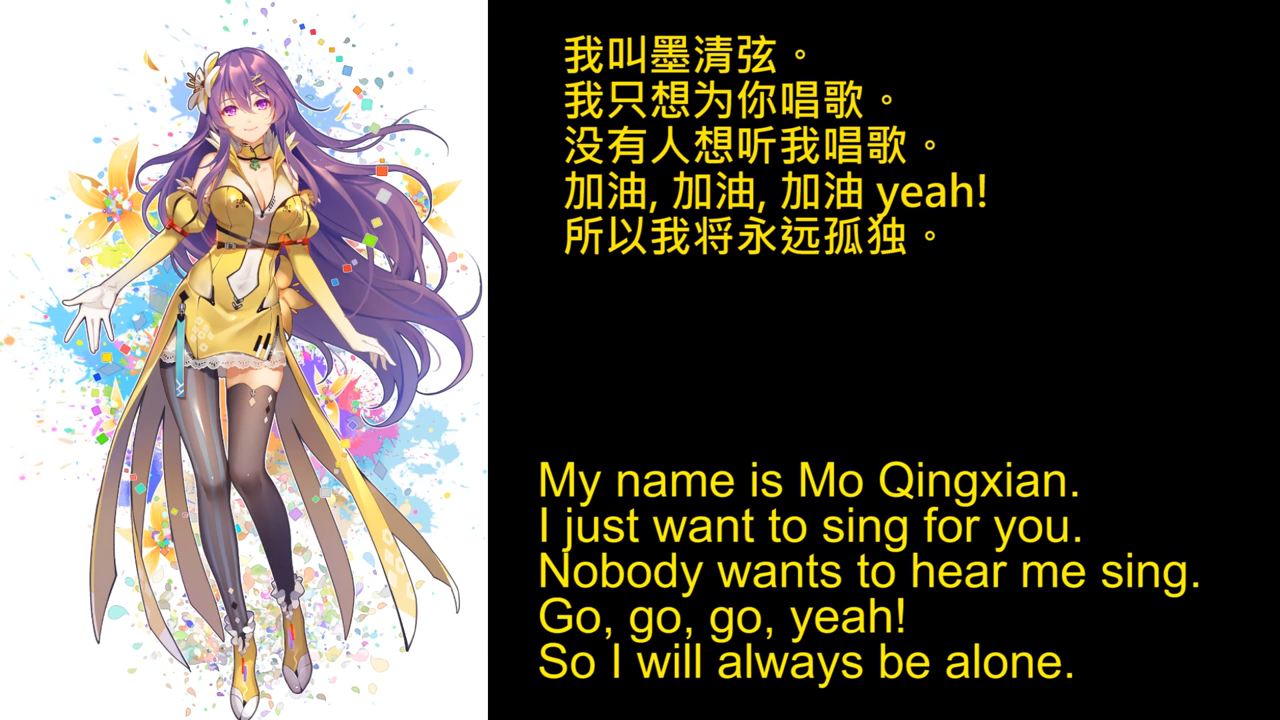 我叫墨清弦。
我只想为你唱歌。
没有人想听我唱歌。
加油, 加油, 加油 yeah!
所以我将永远孤独。
My name is Mo Qingxian.
I just want to sing for you.
Nobody wants to hear me sing.
Go, go, go, yeah!
So I will always be alone.